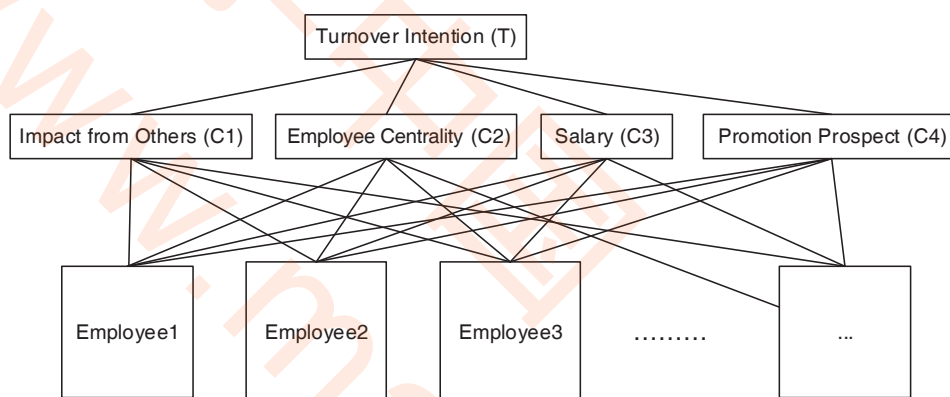 Turnover Intention (T)
Impact from Others (C1)
Employee Centrality (C2)
Salary (C3)
Promotion Prospect (C4)
Employee1
Employee2
Employee3
.........
...